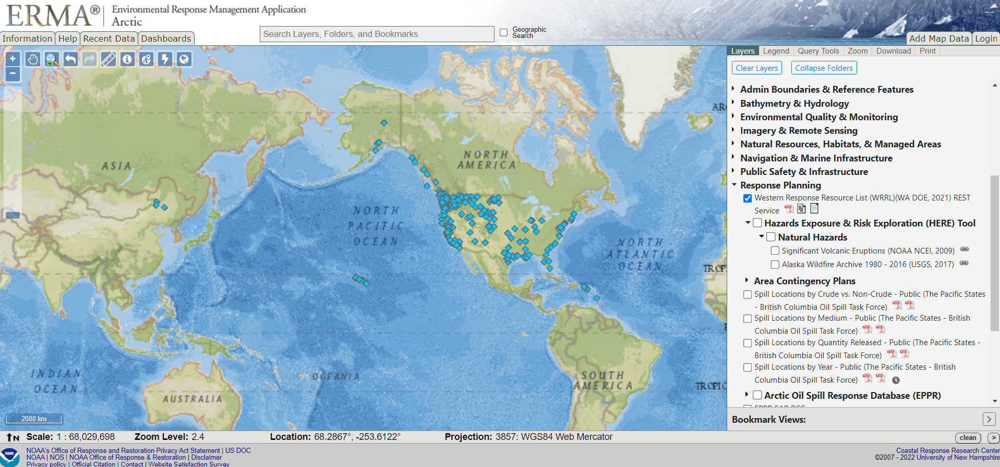 ERMA®
Environmental Response Management Application
Arctic
Information
Help
Recent Data
Dashboards
Search Layers, Folders, and Bookmarks
Geographic
Search
Add Map Data
Login
+
−
ASIA
NORTH
AMERICA
NORTH
PACIFIC
OCEAN
NORTH
ATLANTIC
OCEAN
INDIAN
OCEAN
AUSTRALIA
OCEANIA
SOUTH
AMERICA
2000 km
Layers
Legend
Query Tools
Zoom
Download
Print
Clear Layers
Collapse Folders
Admin Boundaries & Reference Features
Bathymetry & Hydrology
Environmental Quality & Monitoring
Imagery & Remote Sensing
Natural Resources, Habitats, & Managed Areas
Navigation & Marine Infrastructure
Public Safety & Infrastructure
Response Planning
Western Response Resource List (WRRL)(WA DOE, 2021) REST
Service
Hazards Exposure & Risk Exploration (HERE) Tool
Natural Hazards
Significant Volcanic Eruptions (NOAA NCEI, 2009)
Alaska Wildfire Archive 1980 - 2016 (USGS, 2017)
Area Contingency Plans
Spill Locations by Crude vs. Non-Crude - Public (The Pacific States
- British Columbia Oil Spill Task Force)
Spill Locations by Medium - Public (The Pacific States - British
Columbia Oil Spill Task Force)
Spill Locations by Quantity Released - Public (The Pacific States -
British Columbia Oil Spill Task Force)
Spill Locations by Year - Public (The Pacific States - British
Columbia Oil Spill Task Force)
Arctic Oil Spill Response Database (EPPR)
Bookmark Views:
N
Scale: 1 : 68,029,698
Zoom Level: 2.4
Location: 68.2867°, -253.6122°
Projection: 3857: WGS84 Web Mercator
clean
>
NOAA
NOAA's Office of Response and Restoration Privacy Act Statement | US DOC
NOAA | NOS | NOAA Office of Response & Restoration | Disclaimer
Privacy policy | Official Citation | Contact | Website Satisfaction Survey
Coastal Response Research Center
©2007 - 2022 University of New Hampshire